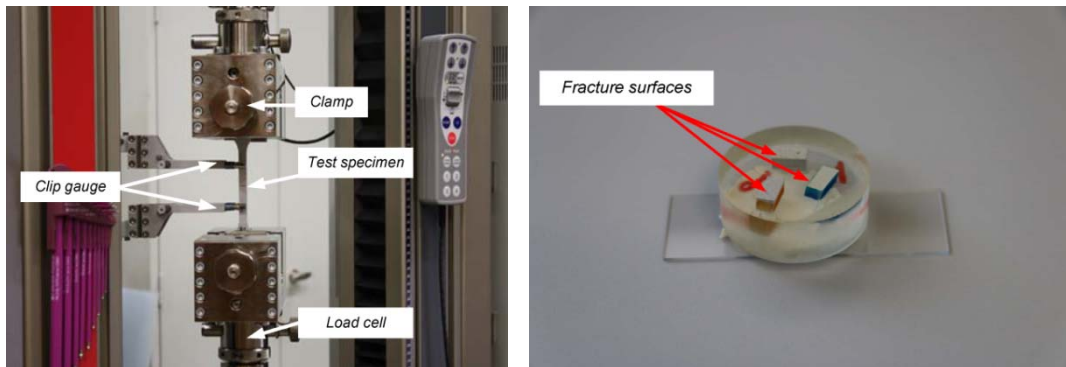 Clamp
Test specimen
Clip gauge
Load cell
Fracture surfaces